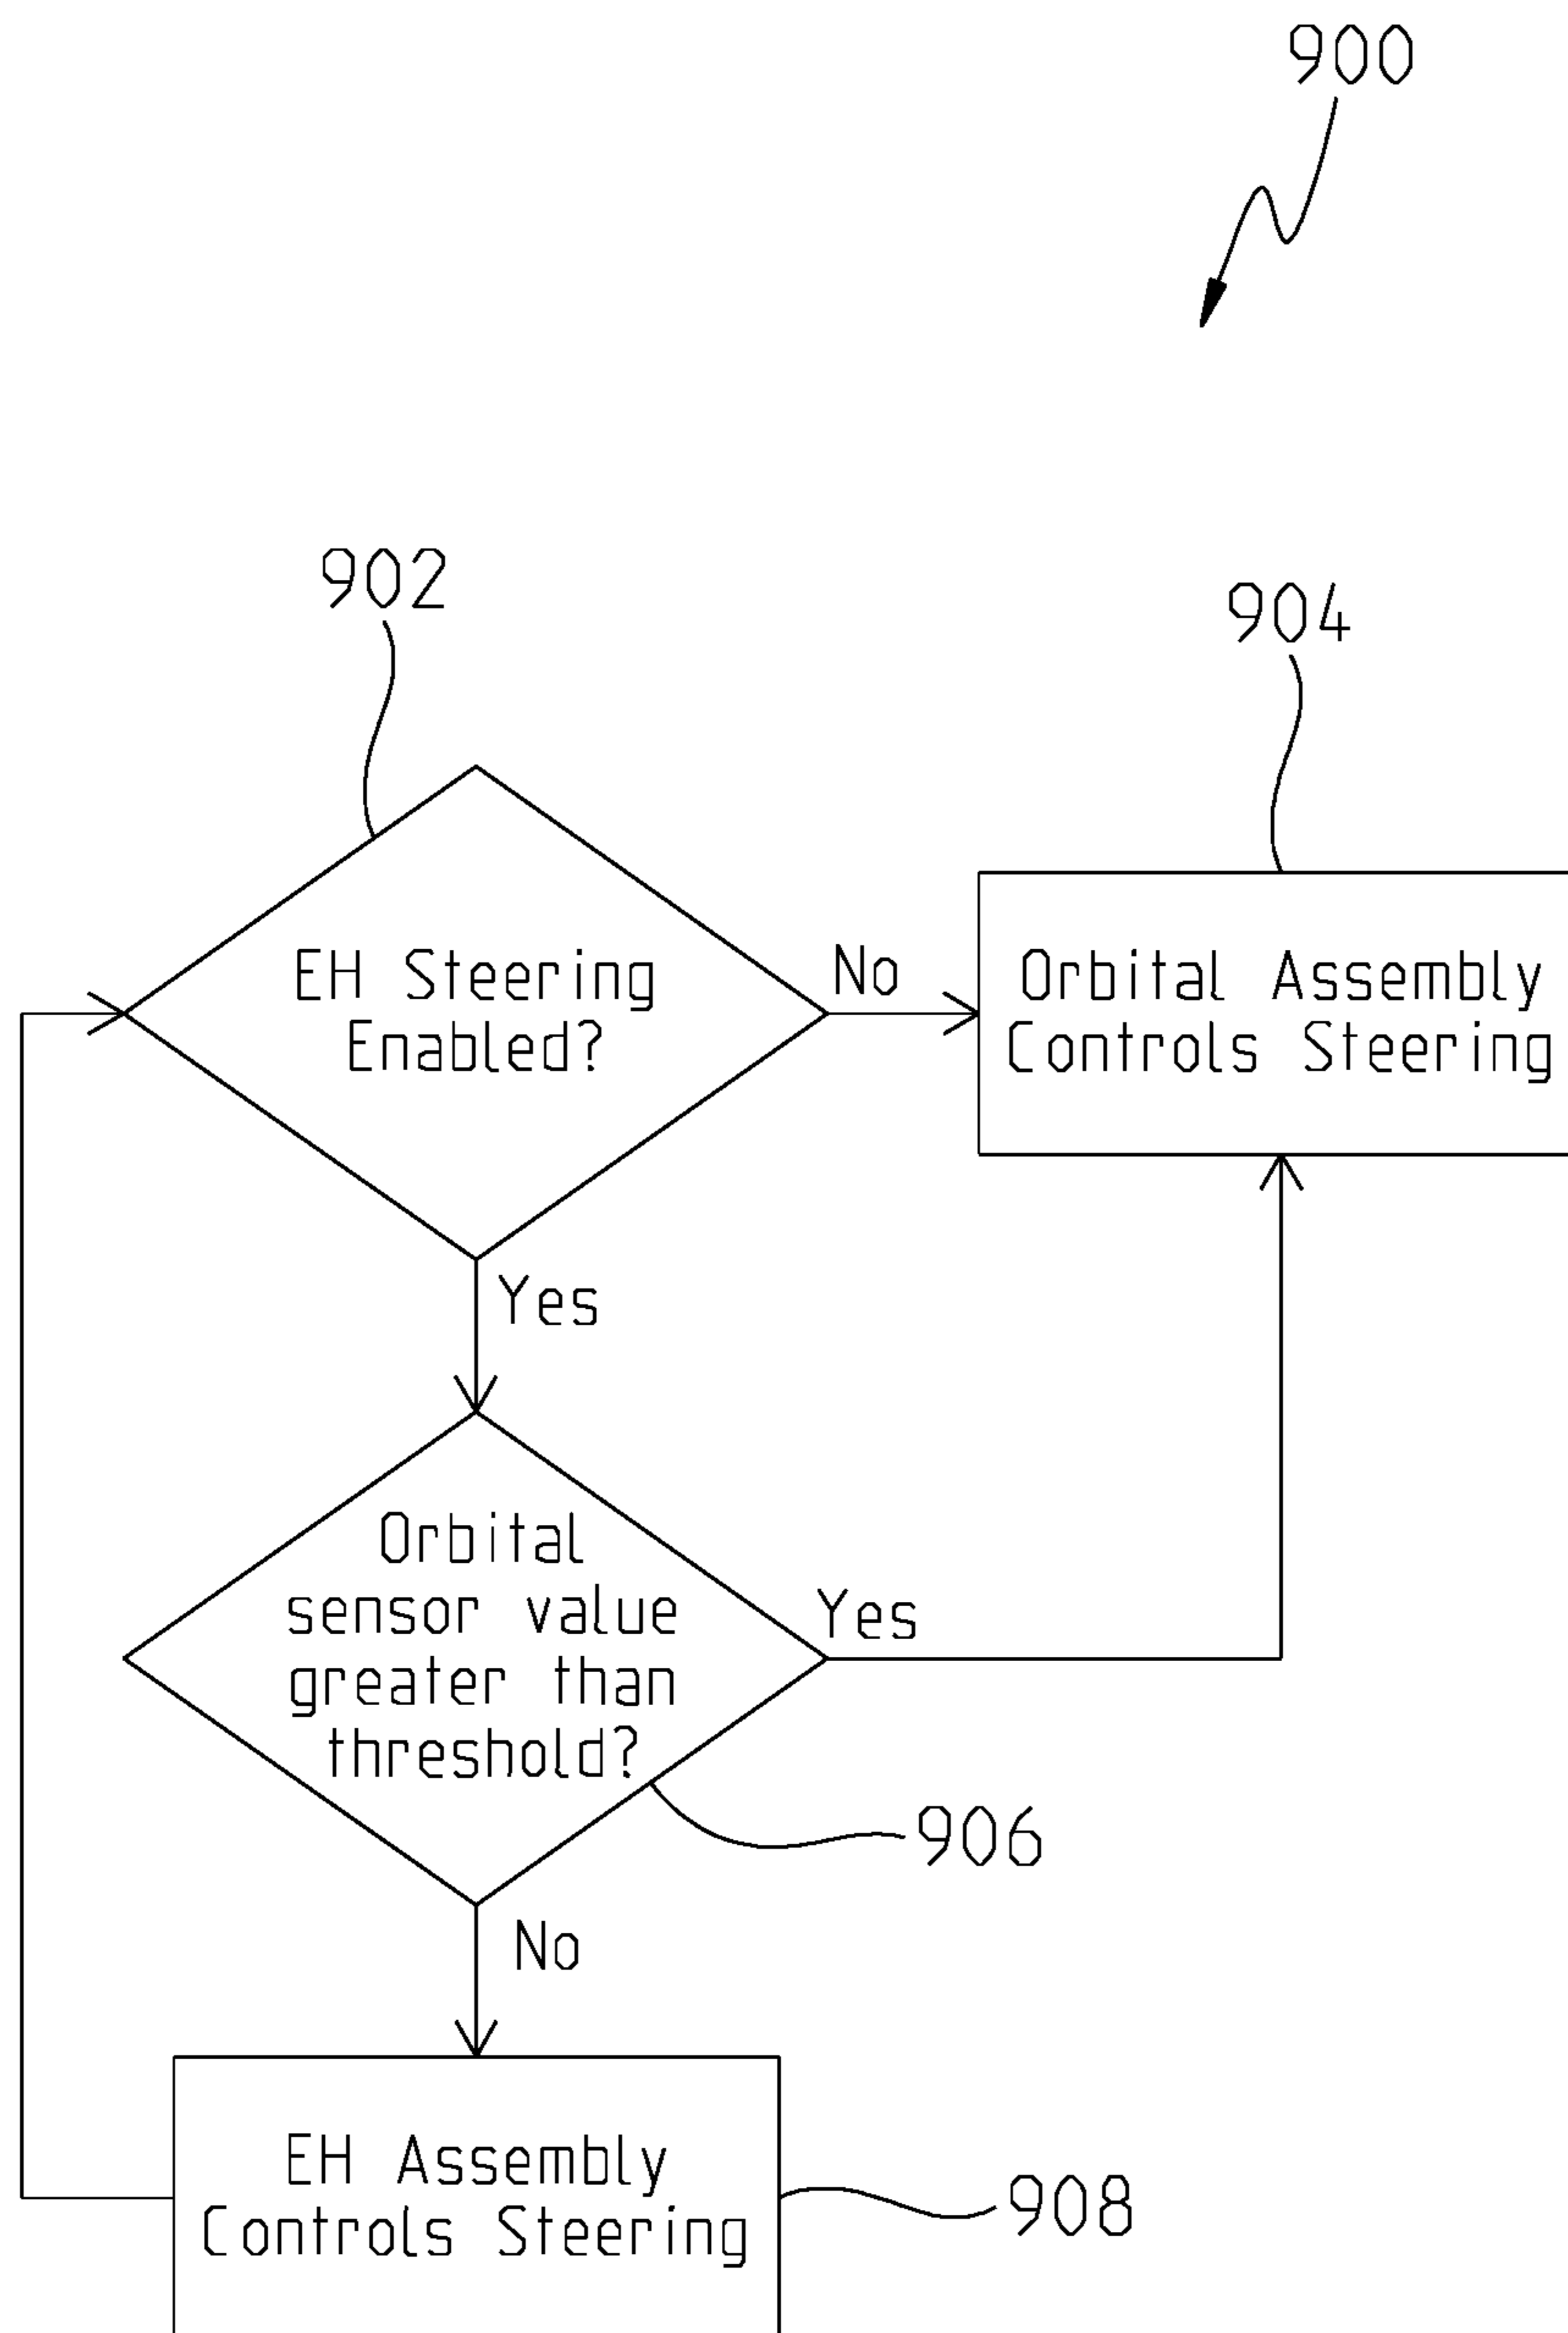 900
902
904
EH Steering
Enabled?
No
Orbital Assembly
Controls Steering
Yes
Orbital
sensor value
greater than
threshold?
Yes
906
No
EH Assembly
Controls Steering
908